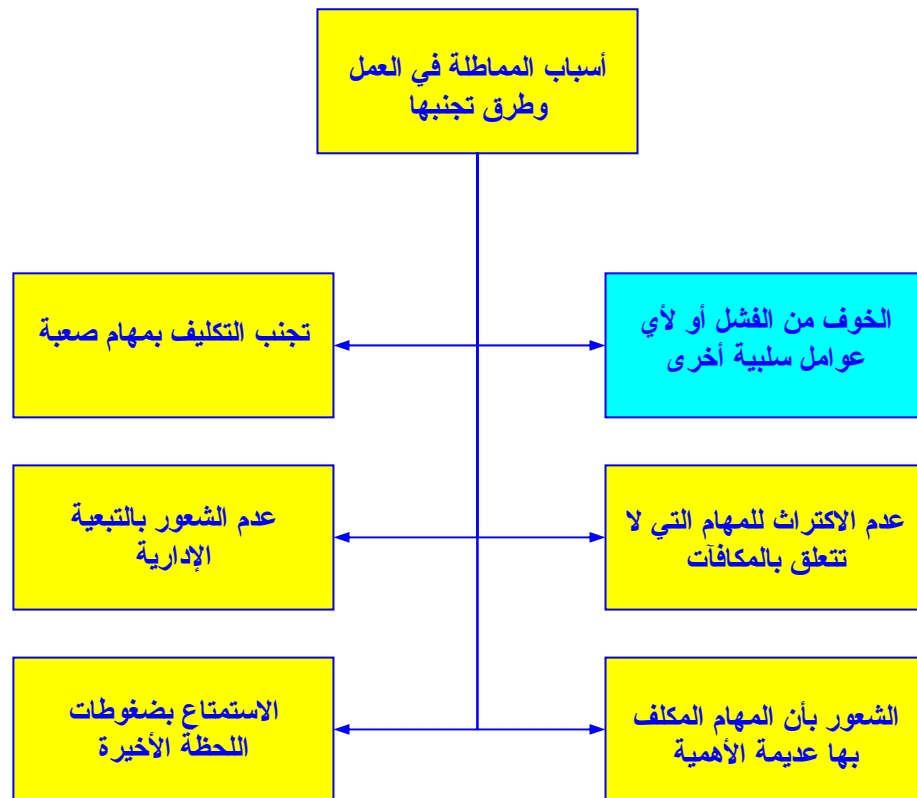 أسباب المماطلة في العمل
وطرق تجنبها
الخوف من الفشل أو لأي
عوامل سلبية أخرى
تجنب التكليف بمهام صعبة
عدم الاكتراث للمهام التي لا
تتعلق بالمكافآت
عدم الشعور بالتبعية
الإدارية
الشعور بأن المهام المكلف
بها عديمة الأهمية
الاستمتاع بضغوطات
اللحظة الأخيرة